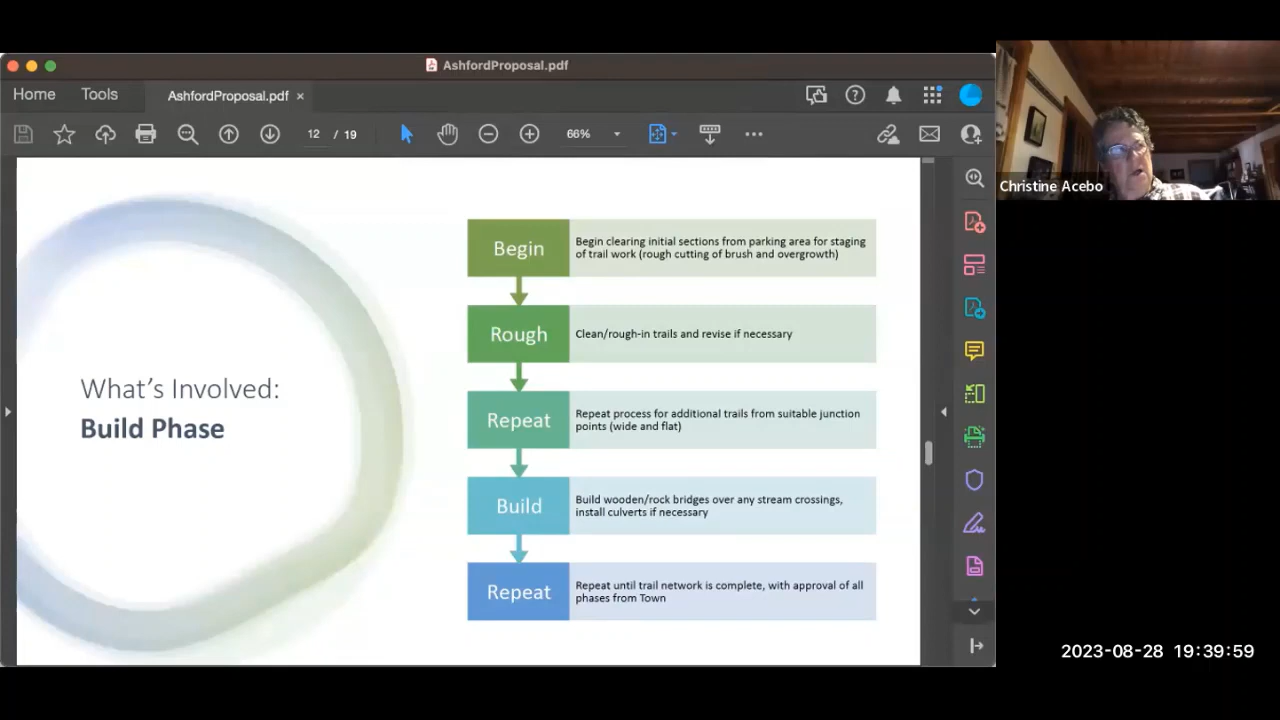 AshfordProposal.pdf
Home
Tools
AshfordProposal.pdf ×
12 / 19
66%
What's Involved:
Build Phase
Begin
Begin clearing initial sections from parking area for staging
of trail work (rough cutting of brush and overgrowth)
Rough
Clean/rough-in trails and revise if necessary
Repeat
Repeat process for additional trails from suitable junction
points (wide and flat)
Build
Build wooden/rock bridges over any stream crossings,
install culverts if necessary
Repeat
Repeat until trail network is complete, with approval of all
phases from Town
Christine Acebo
2023-08-28 19:39:59